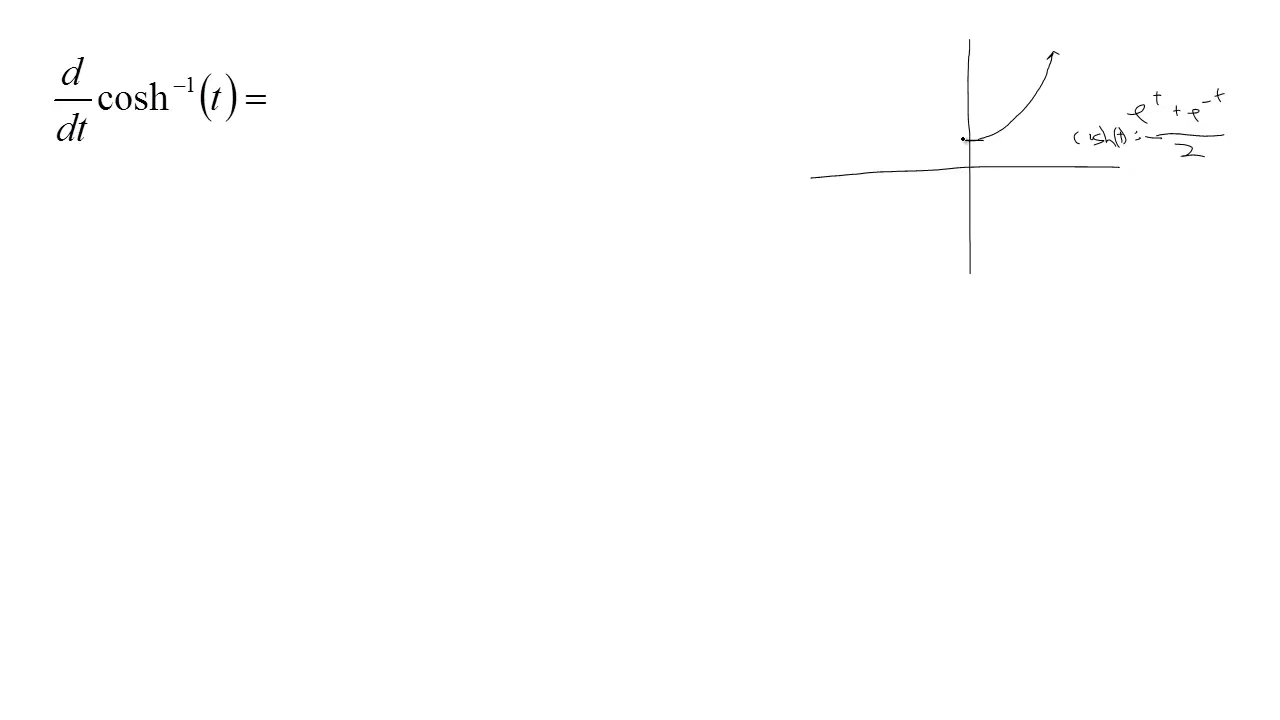 d/dt cosh⁻¹(t) =
cosh(t) = (e^t + e^-t)/2